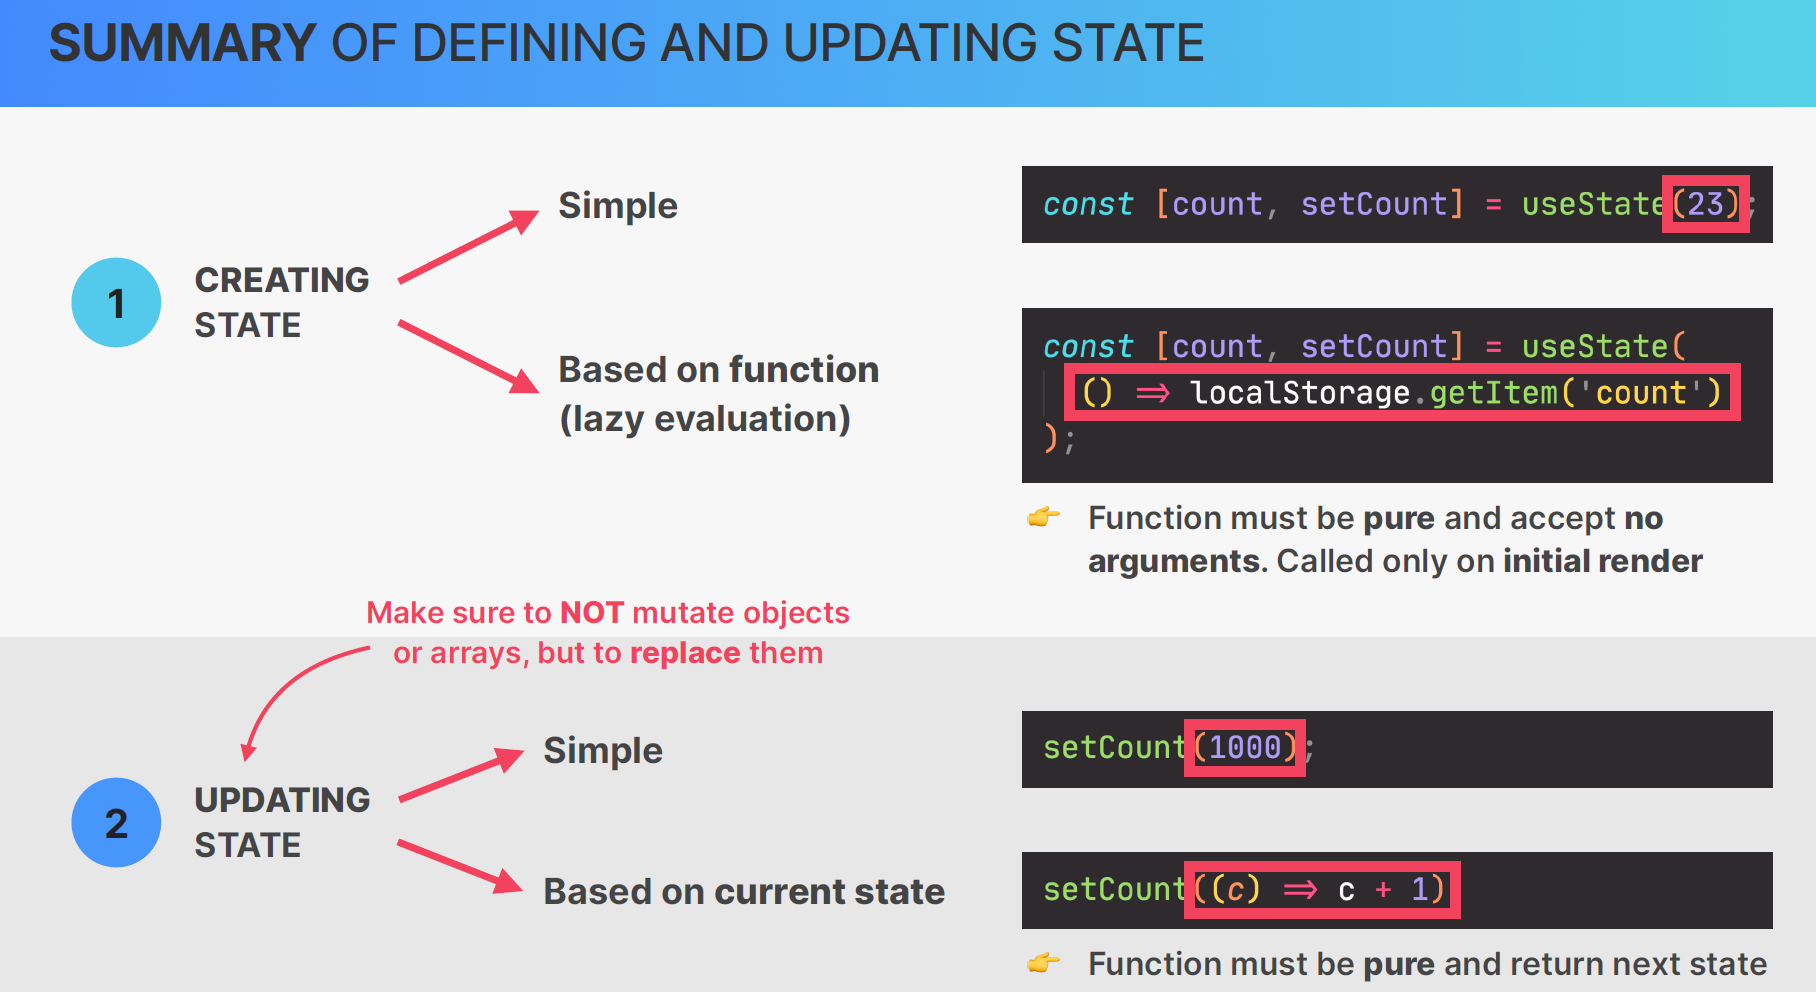 SUMMARY OF DEFINING AND UPDATING STATE
1
CREATING
STATE
Simple
const [count, setCount] = useState(23);
Based on function
(lazy evaluation)
const [count, setCount] = useState(
() => localStorage.getItem('count')
);
👉 Function must be pure and accept no
arguments. Called only on initial render
Make sure to NOT mutate objects
or arrays, but to replace them
2
UPDATING
STATE
Simple
setCount(1000);
Based on current state
setCount((c) => c + 1)
👉 Function must be pure and return next state